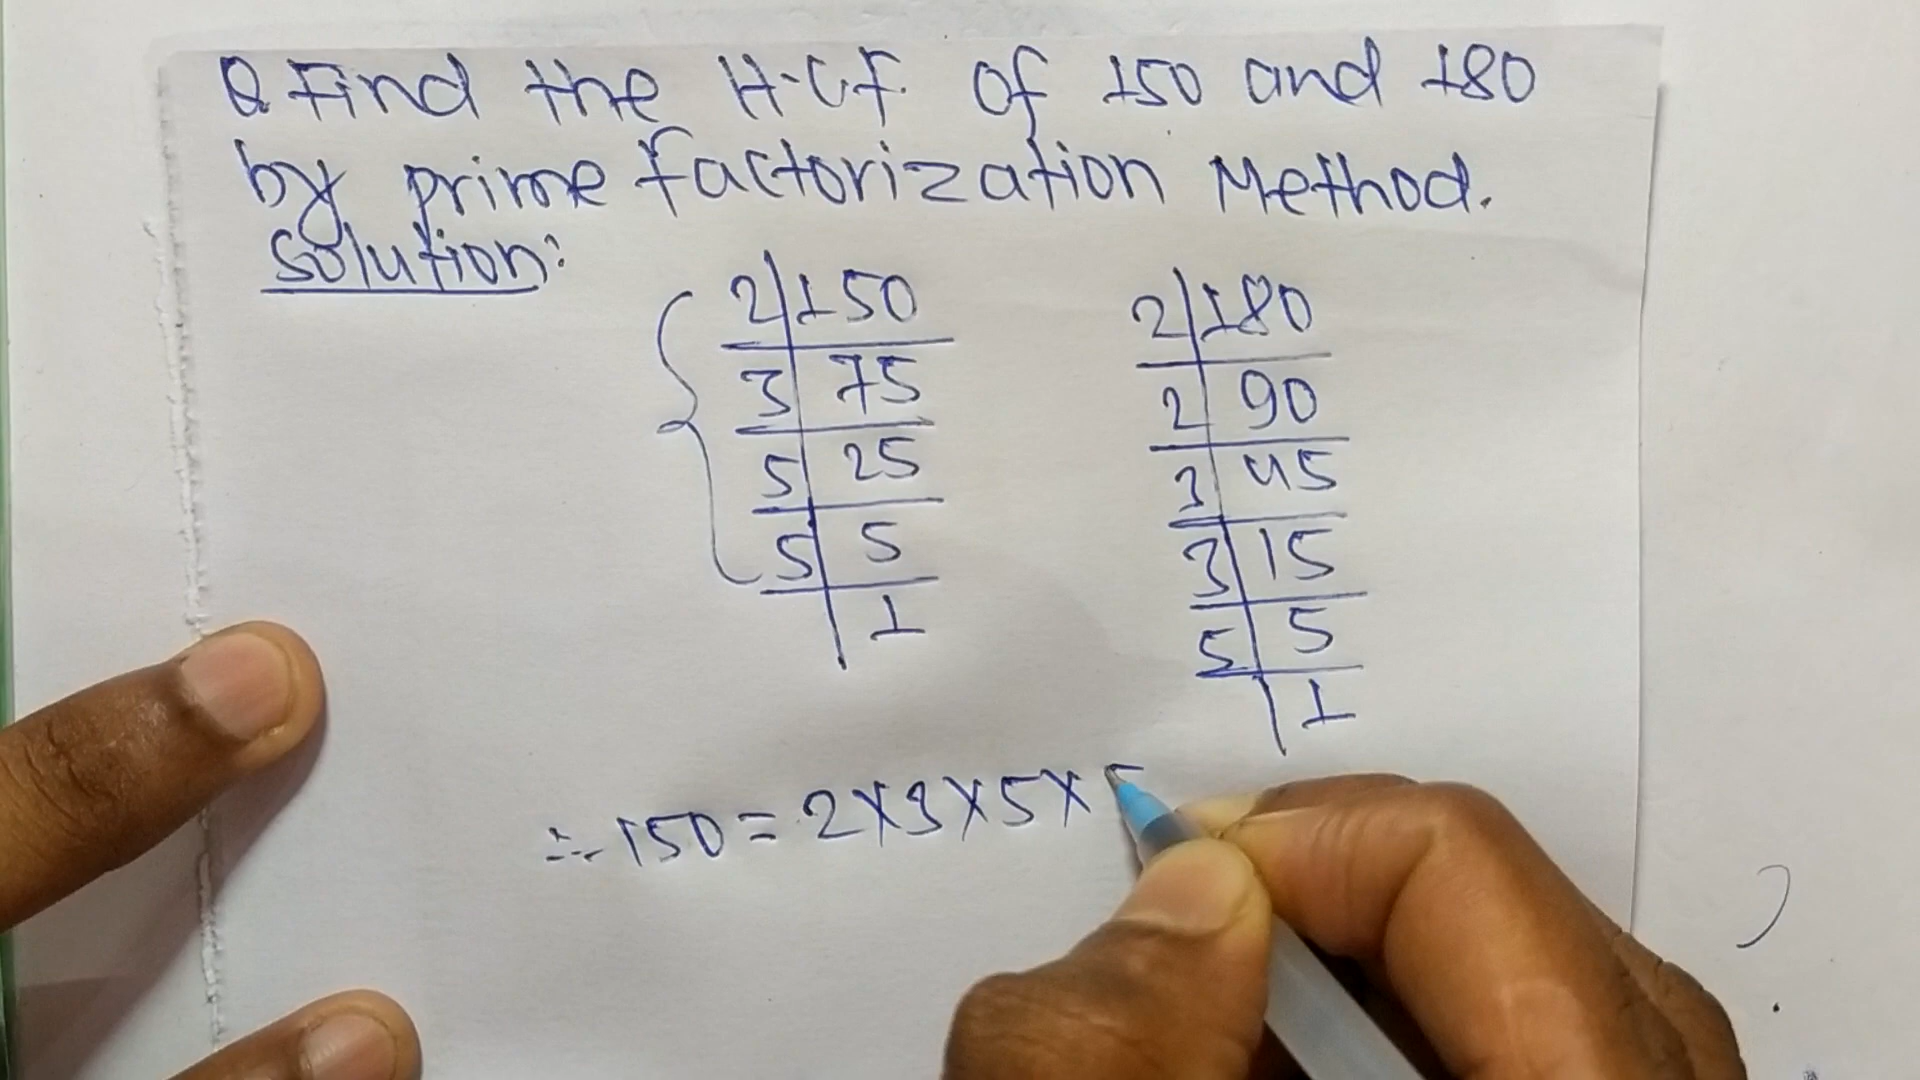 Q Find the H.C.F. of 150 and 180
by prime factorization Method.
Solution:
2 150
3 75
5 25
5 5
1
2 180
2 90
3 45
3 15
5 5
1
∴ 150 = 2×3×5×5